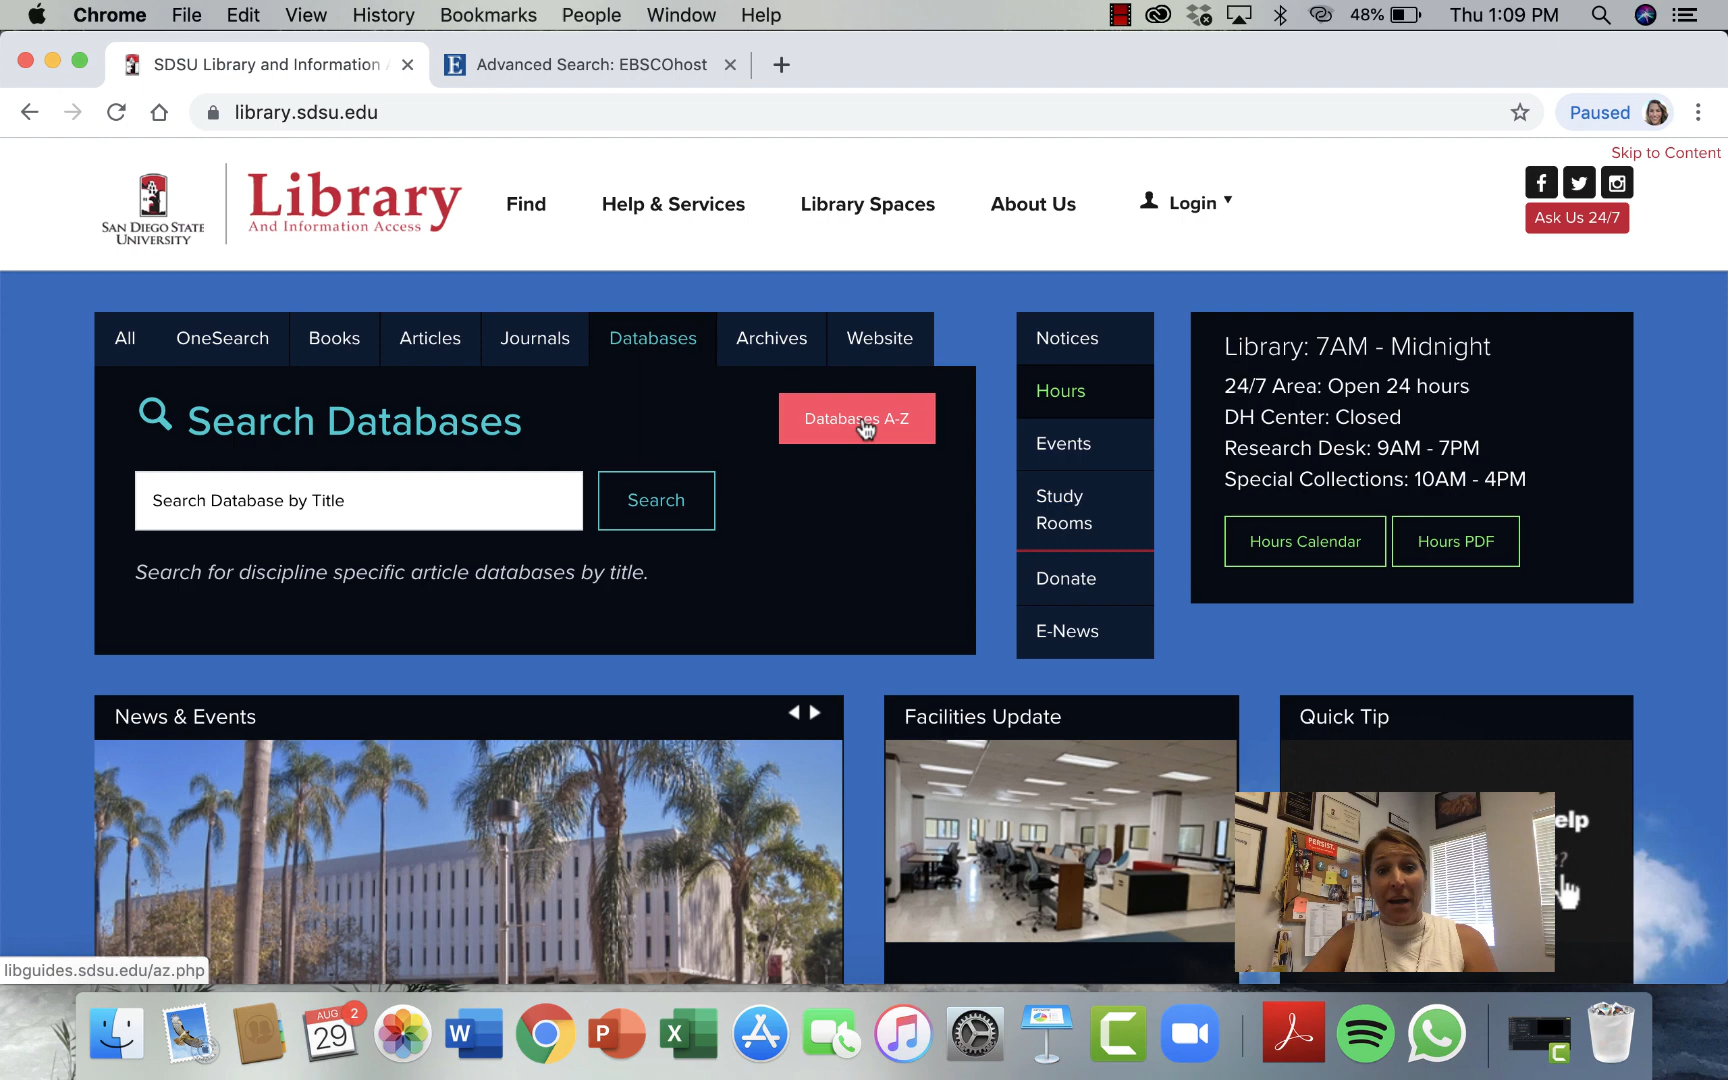 Chrome File Edit View History Bookmarks People Window Help 48% Thu 1:09 PM
SDSU Library and Information
Advanced Search: EBSCOhost
library.sdsu.edu
Paused
Skip to Content
SAN DIEGO STATE
UNIVERSITY
Library
And Information Access
Find
Help & Services
Library Spaces
About Us
Login
Ask Us 24/7
All
OneSearch
Books
Articles
Journals
Databases
Archives
Website
Search Databases
Databases A-Z
Search Database by Title
Search
Search for discipline specific article databases by title.
Notices
Hours
Events
Study
Rooms
Donate
E-News
Library: 7AM - Midnight
24/7 Area: Open 24 hours
DH Center: Closed
Research Desk: 9AM - 7PM
Special Collections: 10AM - 4PM
Hours Calendar
Hours PDF
News & Events
Facilities Update
Quick Tip
elp
??
PERSIST
libguides.sdsu.edu/az.php
AUG
29
2
W
P
X